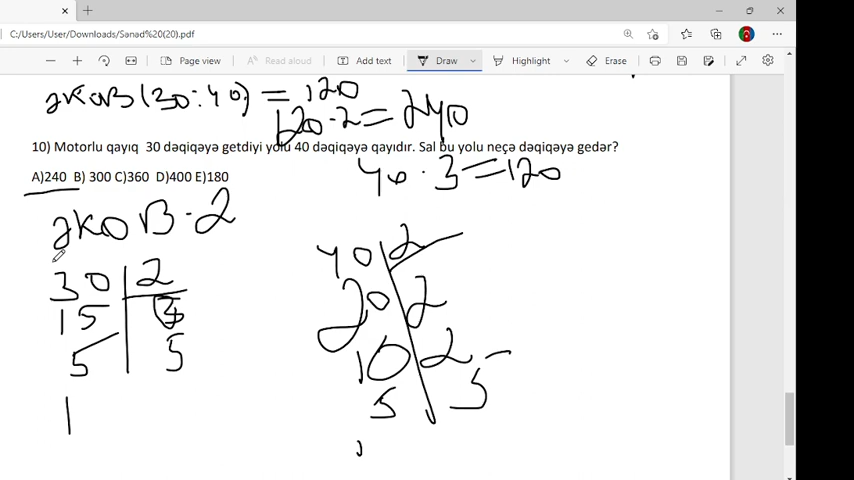 C:/Users/User/Downloads/Sənəd%20(20).pdf
Page view
Read aloud
Add text
Draw
Highlight
Erase
ƏKOB(30:40)=120
120·2=240
10) Motorlu qayıq 30 dəqiqəyə getdiyi yolu 40 dəqiqəyə qayıdır. Sal bu yolu neçə dəqiqəyə gedər?
A)240 B) 300 C)360 D)400 E)180
40·3=120
ƏKOB·2
30 2
15 3
5 5
1
40 2
20 2
10 2
5 5
1